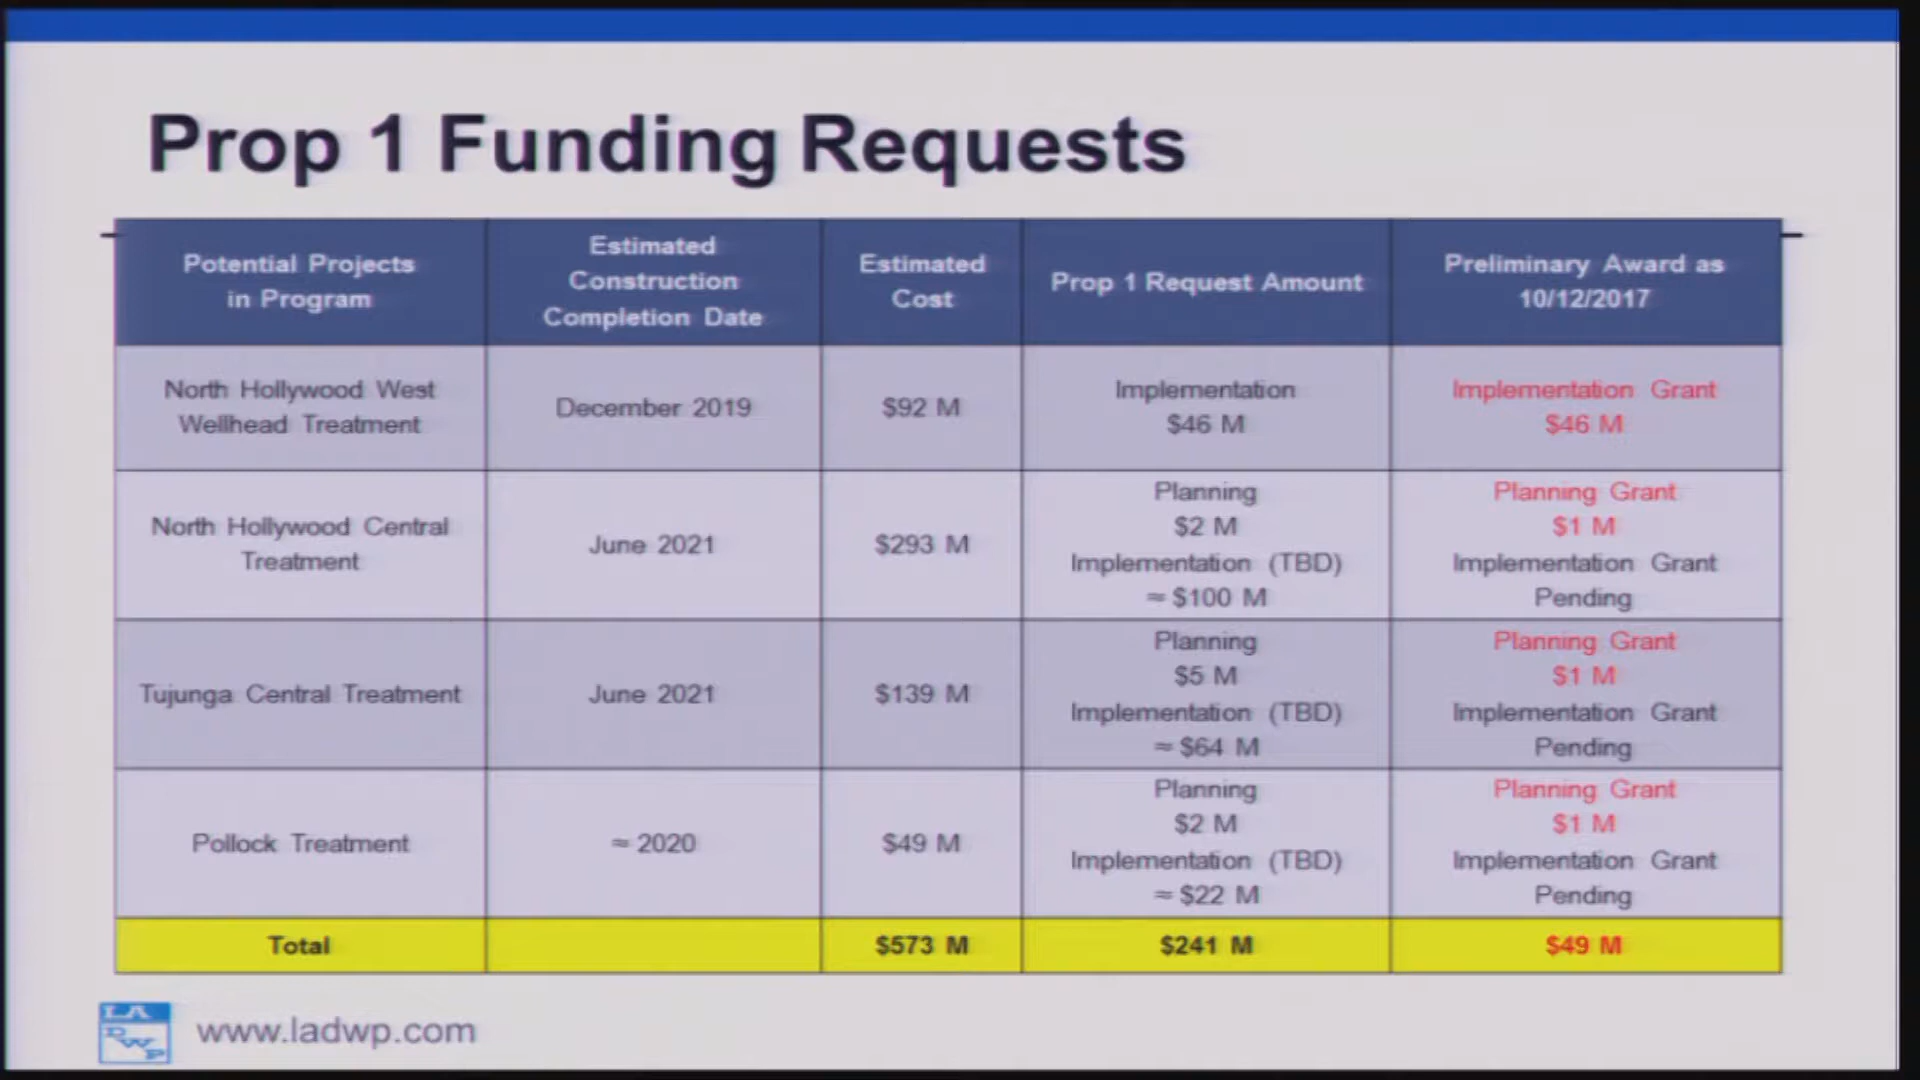 Prop 1 Funding Requests
Potential Projects
in Program
Estimated
Construction
Completion Date
Estimated
Cost
Prop 1 Request Amount
Preliminary Award as
10/12/2017
North Hollywood West
Wellhead Treatment
December 2019
$92 M
Implementation
$46 M
Implementation Grant
$46 M
North Hollywood Central
Treatment
June 2021
$293 M
Planning
$2 M
Implementation (TBD)
≈ $100 M
Planning Grant
$1 M
Implementation Grant
Pending
Tujunga Central Treatment
June 2021
$139 M
Planning
$5 M
Implementation (TBD)
≈ $64 M
Planning Grant
$1 M
Implementation Grant
Pending
Pollock Treatment
≈ 2020
$49 M
Planning
$2 M
Implementation (TBD)
≈ $22 M
Planning Grant
$1 M
Implementation Grant
Pending
Total
$573 M
$241 M
$49 M
LA
DWP
www.ladwp.com